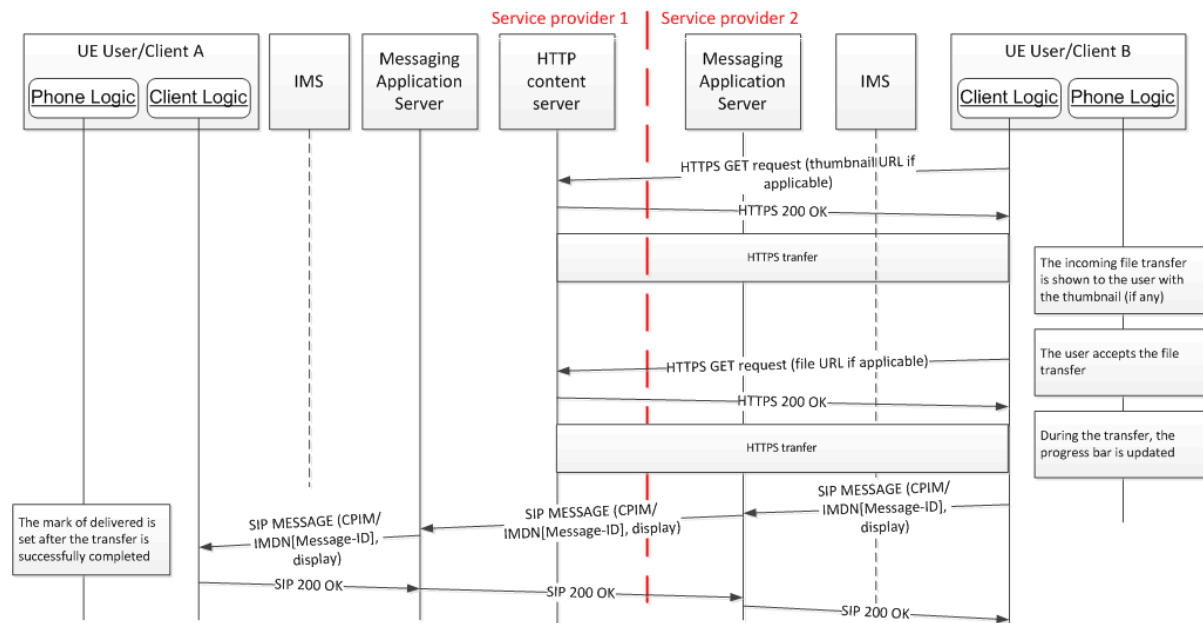 Service provider 1
Service provider 2
UE User/Client A
Phone Logic
Client Logic
IMS
Messaging
Application
Server
HTTP
content
server
Messaging
Application
Server
IMS
UE User/Client B
Client Logic
Phone Logic
HTTPS GET request (thumbnail URL if
applicable)
HTTPS 200 OK
HTTPS tranfer
The incoming file transfer
is shown to the user with
the thumbnail (if any)
HTTPS GET request (file URL if applicable)
The user accepts the file
transfer
HTTPS 200 OK
HTTPS tranfer
During the transfer, the
progress bar is updated
SIP MESSAGE (CPIM/
IMDN[Message-ID],
display)
SIP MESSAGE (CPIM/
IMDN[Message-ID],
display)
SIP MESSAGE (CPIM/
IMDN[Message-ID],
display)
The mark of delivered is
set after the transfer is
successfully completed
SIP 200 OK
SIP 200 OK
SIP 200 OK